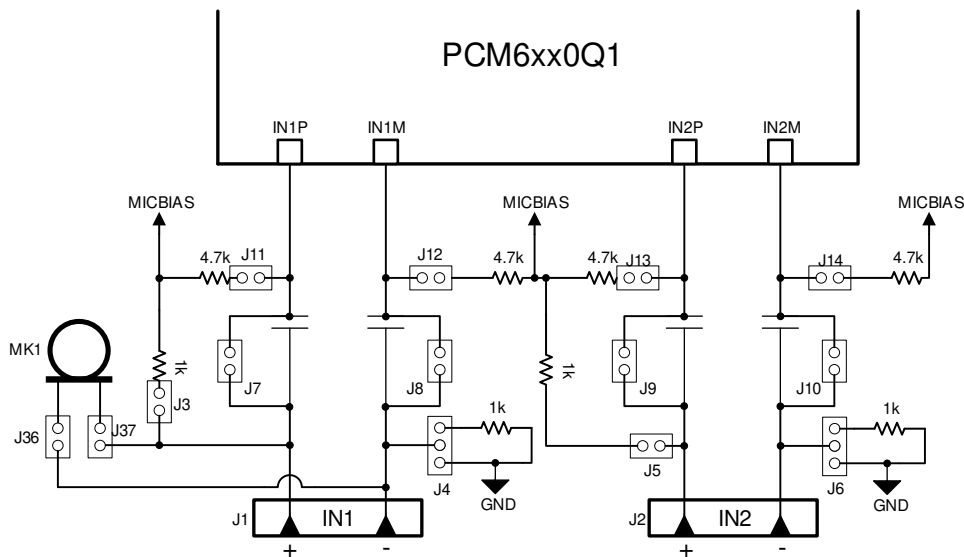 PCM6xx0Q1
IN1P
IN1M
IN2P
IN2M
MICBIAS
MICBIAS
MICBIAS
4.7k
J11
J12
4.7k
4.7k
J13
J14
4.7k
MK1
1k
J3
J7
J8
1k
J9
J10
J36
J37
1k
J4
GND
J5
1k
J6
GND
J1
IN1
J2
IN2
+
-
+
-